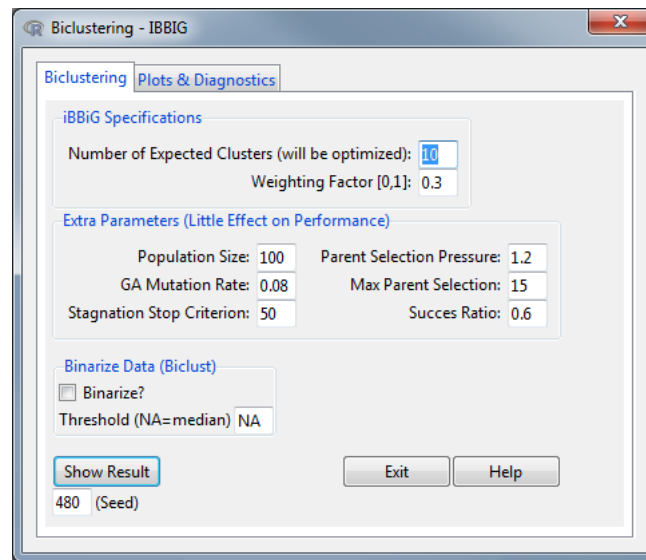 Biclustering - IBBIG
Biclustering Plots & Diagnostics
iBBiG Specifications
Number of Expected Clusters (will be optimized): 10
Weighting Factor [0,1]: 0.3
Extra Parameters (Little Effect on Performance)
Population Size: 100 Parent Selection Pressure: 1.2
GA Mutation Rate: 0.08 Max Parent Selection: 15
Stagnation Stop Criterion: 50 Succes Ratio: 0.6
Binarize Data (Biclust)
Binarize?
Threshold (NA=median) NA
Show Result Exit Help
480 (Seed)